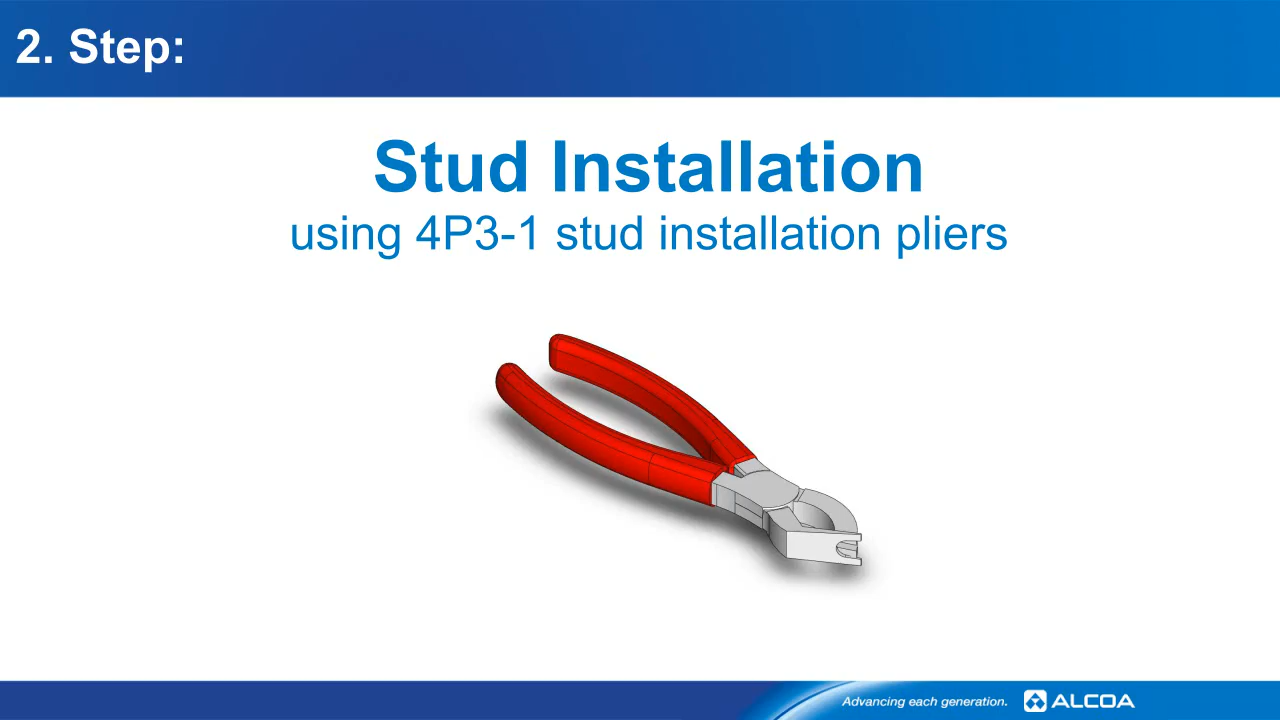 2. Step:
Stud Installation
using 4P3-1 stud installation pliers
Advancing each generation.
ALCOA